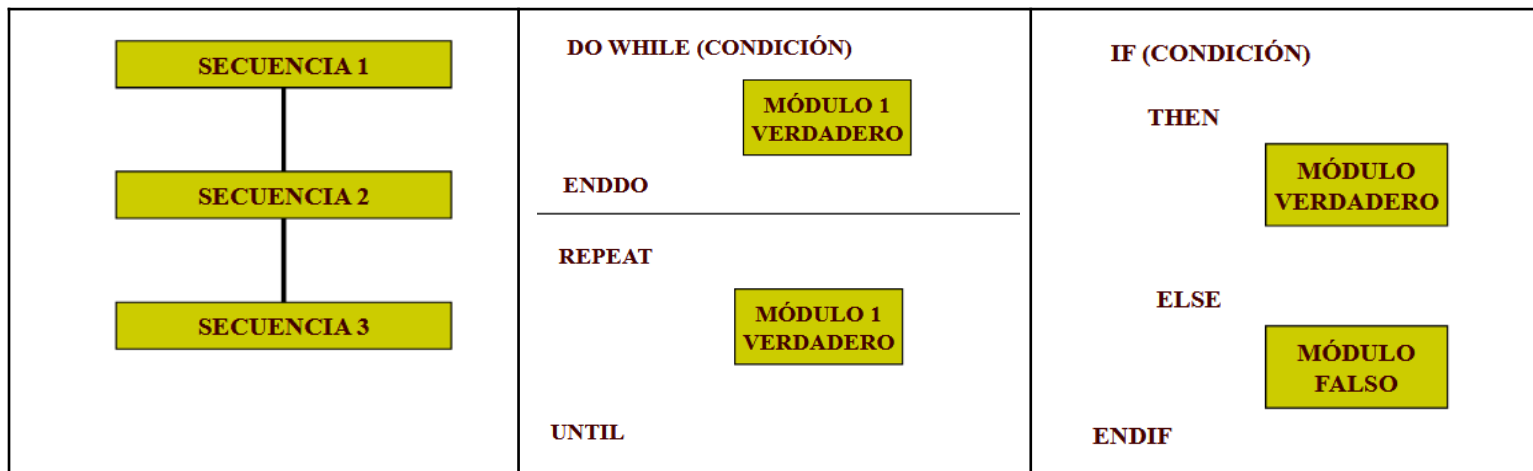 SECUENCIA 1
SECUENCIA 2
SECUENCIA 3
DO WHILE (CONDICIÓN)
MÓDULO 1
VERDADERO
ENDDO
REPEAT
MÓDULO 1
VERDADERO
UNTIL
IF (CONDICIÓN)
THEN
MÓDULO
VERDADERO
ELSE
MÓDULO
FALSO
ENDIF